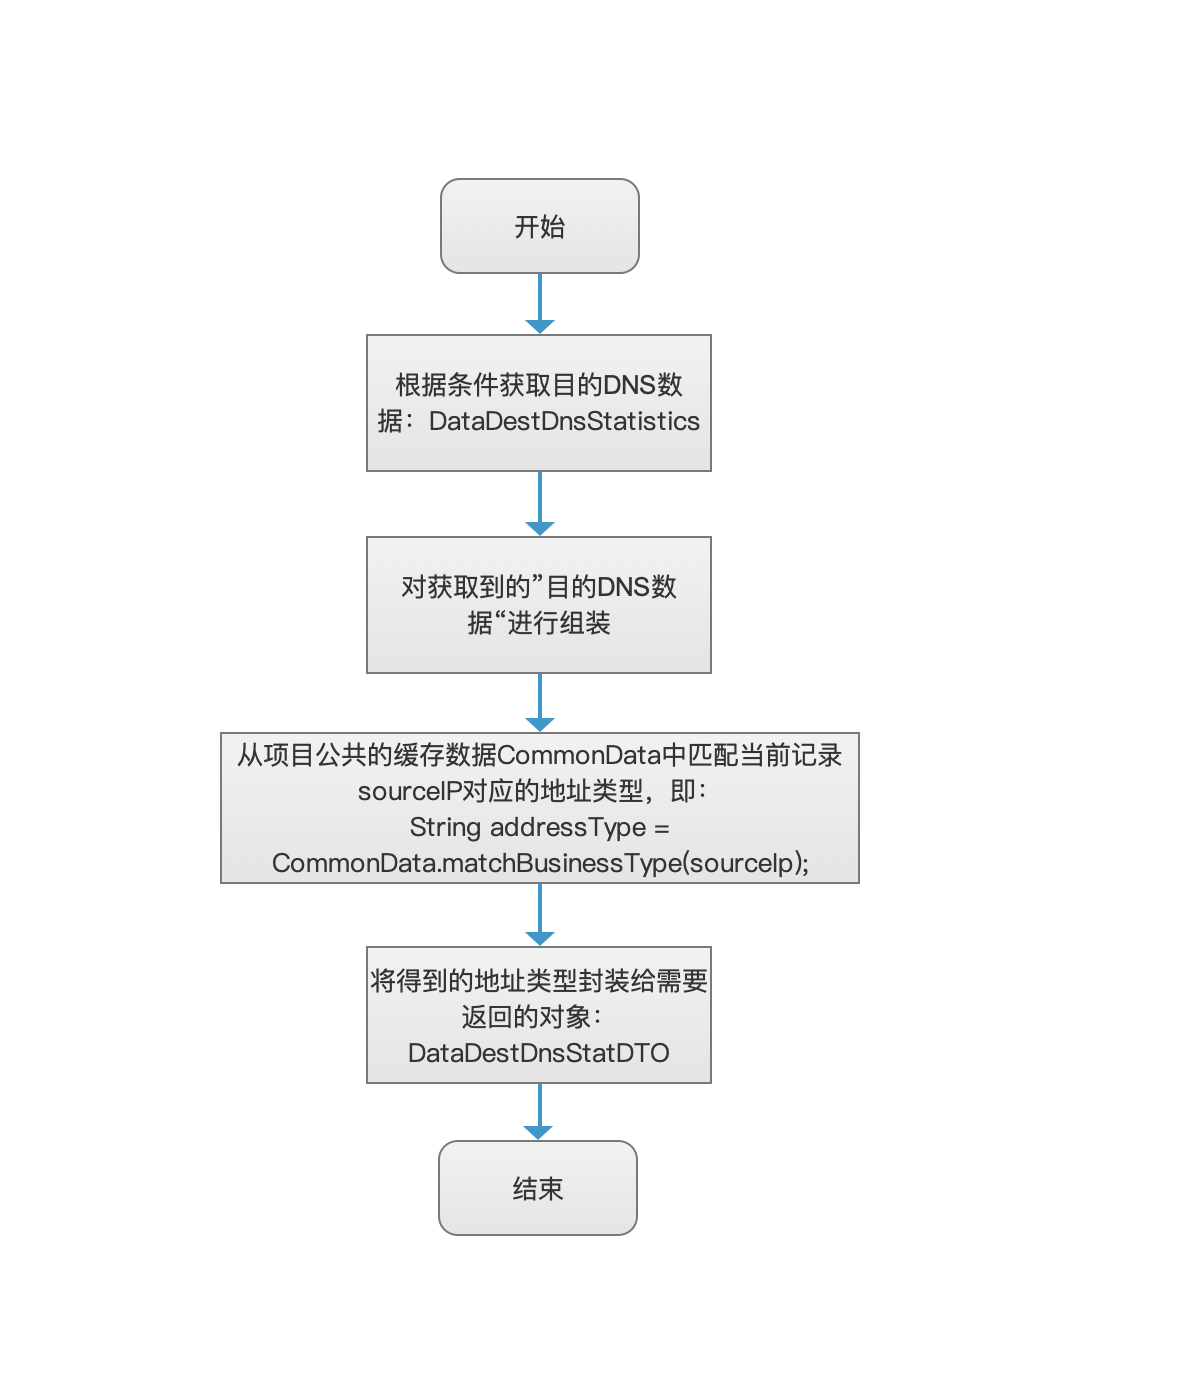 开始
根据条件获取目的DNS数
据：DataDestDnsStatistics
对获取到的”目的DNS数
据“进行组装
从项目公共的缓存数据CommonData中匹配当前记录
sourceIP对应的地址类型，即：
String addressType =
CommonData.matchBusinessType(sourceIp);
将得到的地址类型封装给需要
返回的对象：
DataDestDnsStatDTO
结束